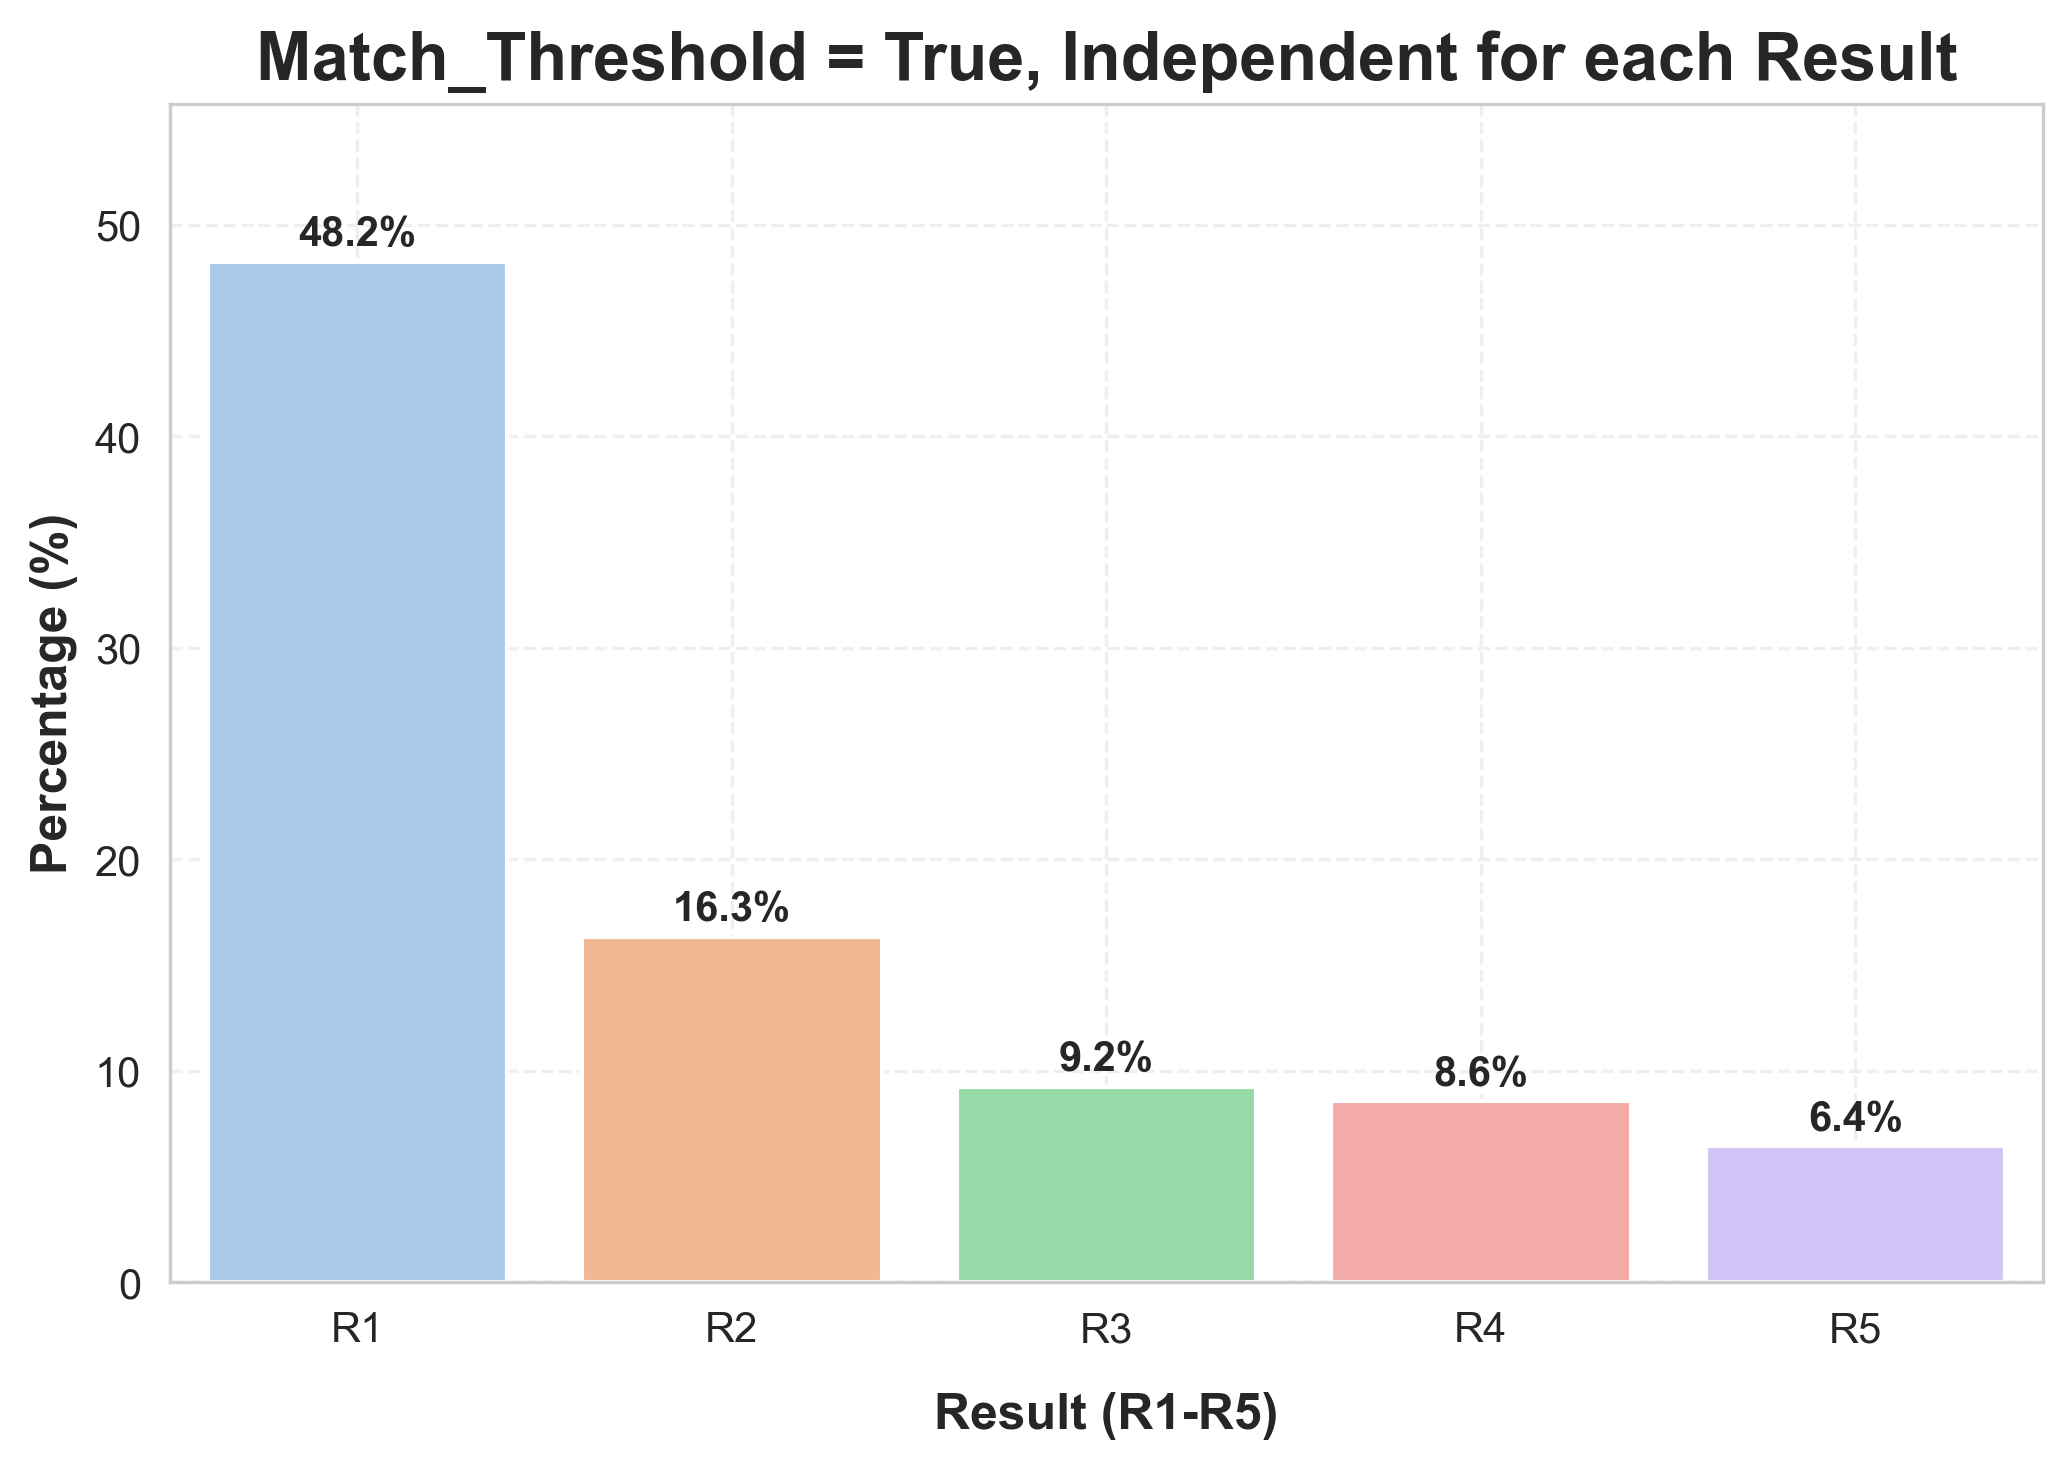 Match_Threshold = True, Independent for each Result
Percentage (%)
50
40
30
20
10
0
48.2%
16.3%
9.2%
8.6%
6.4%
R1
R2
R3
R4
R5
Result (R1-R5)